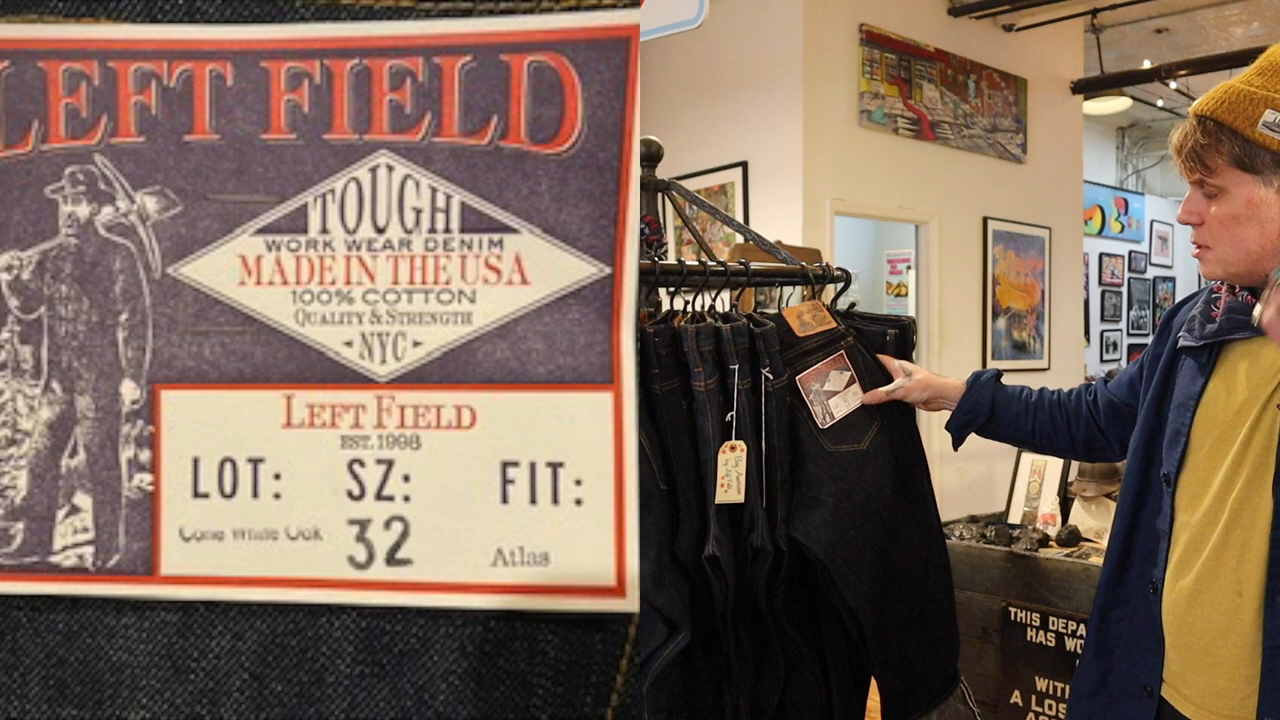 LEFT FIELD
TOUGH
WORK WEAR DENIM
MADE IN THE USA
100% COTTON
QUALITY & STRENGTH
NYC
LEFT FIELD
EST. 1998
LOT: SZ: FIT:
Cone White Oak 32 Atlas
THIS DEPA
HAS WO
WITH
A LOS